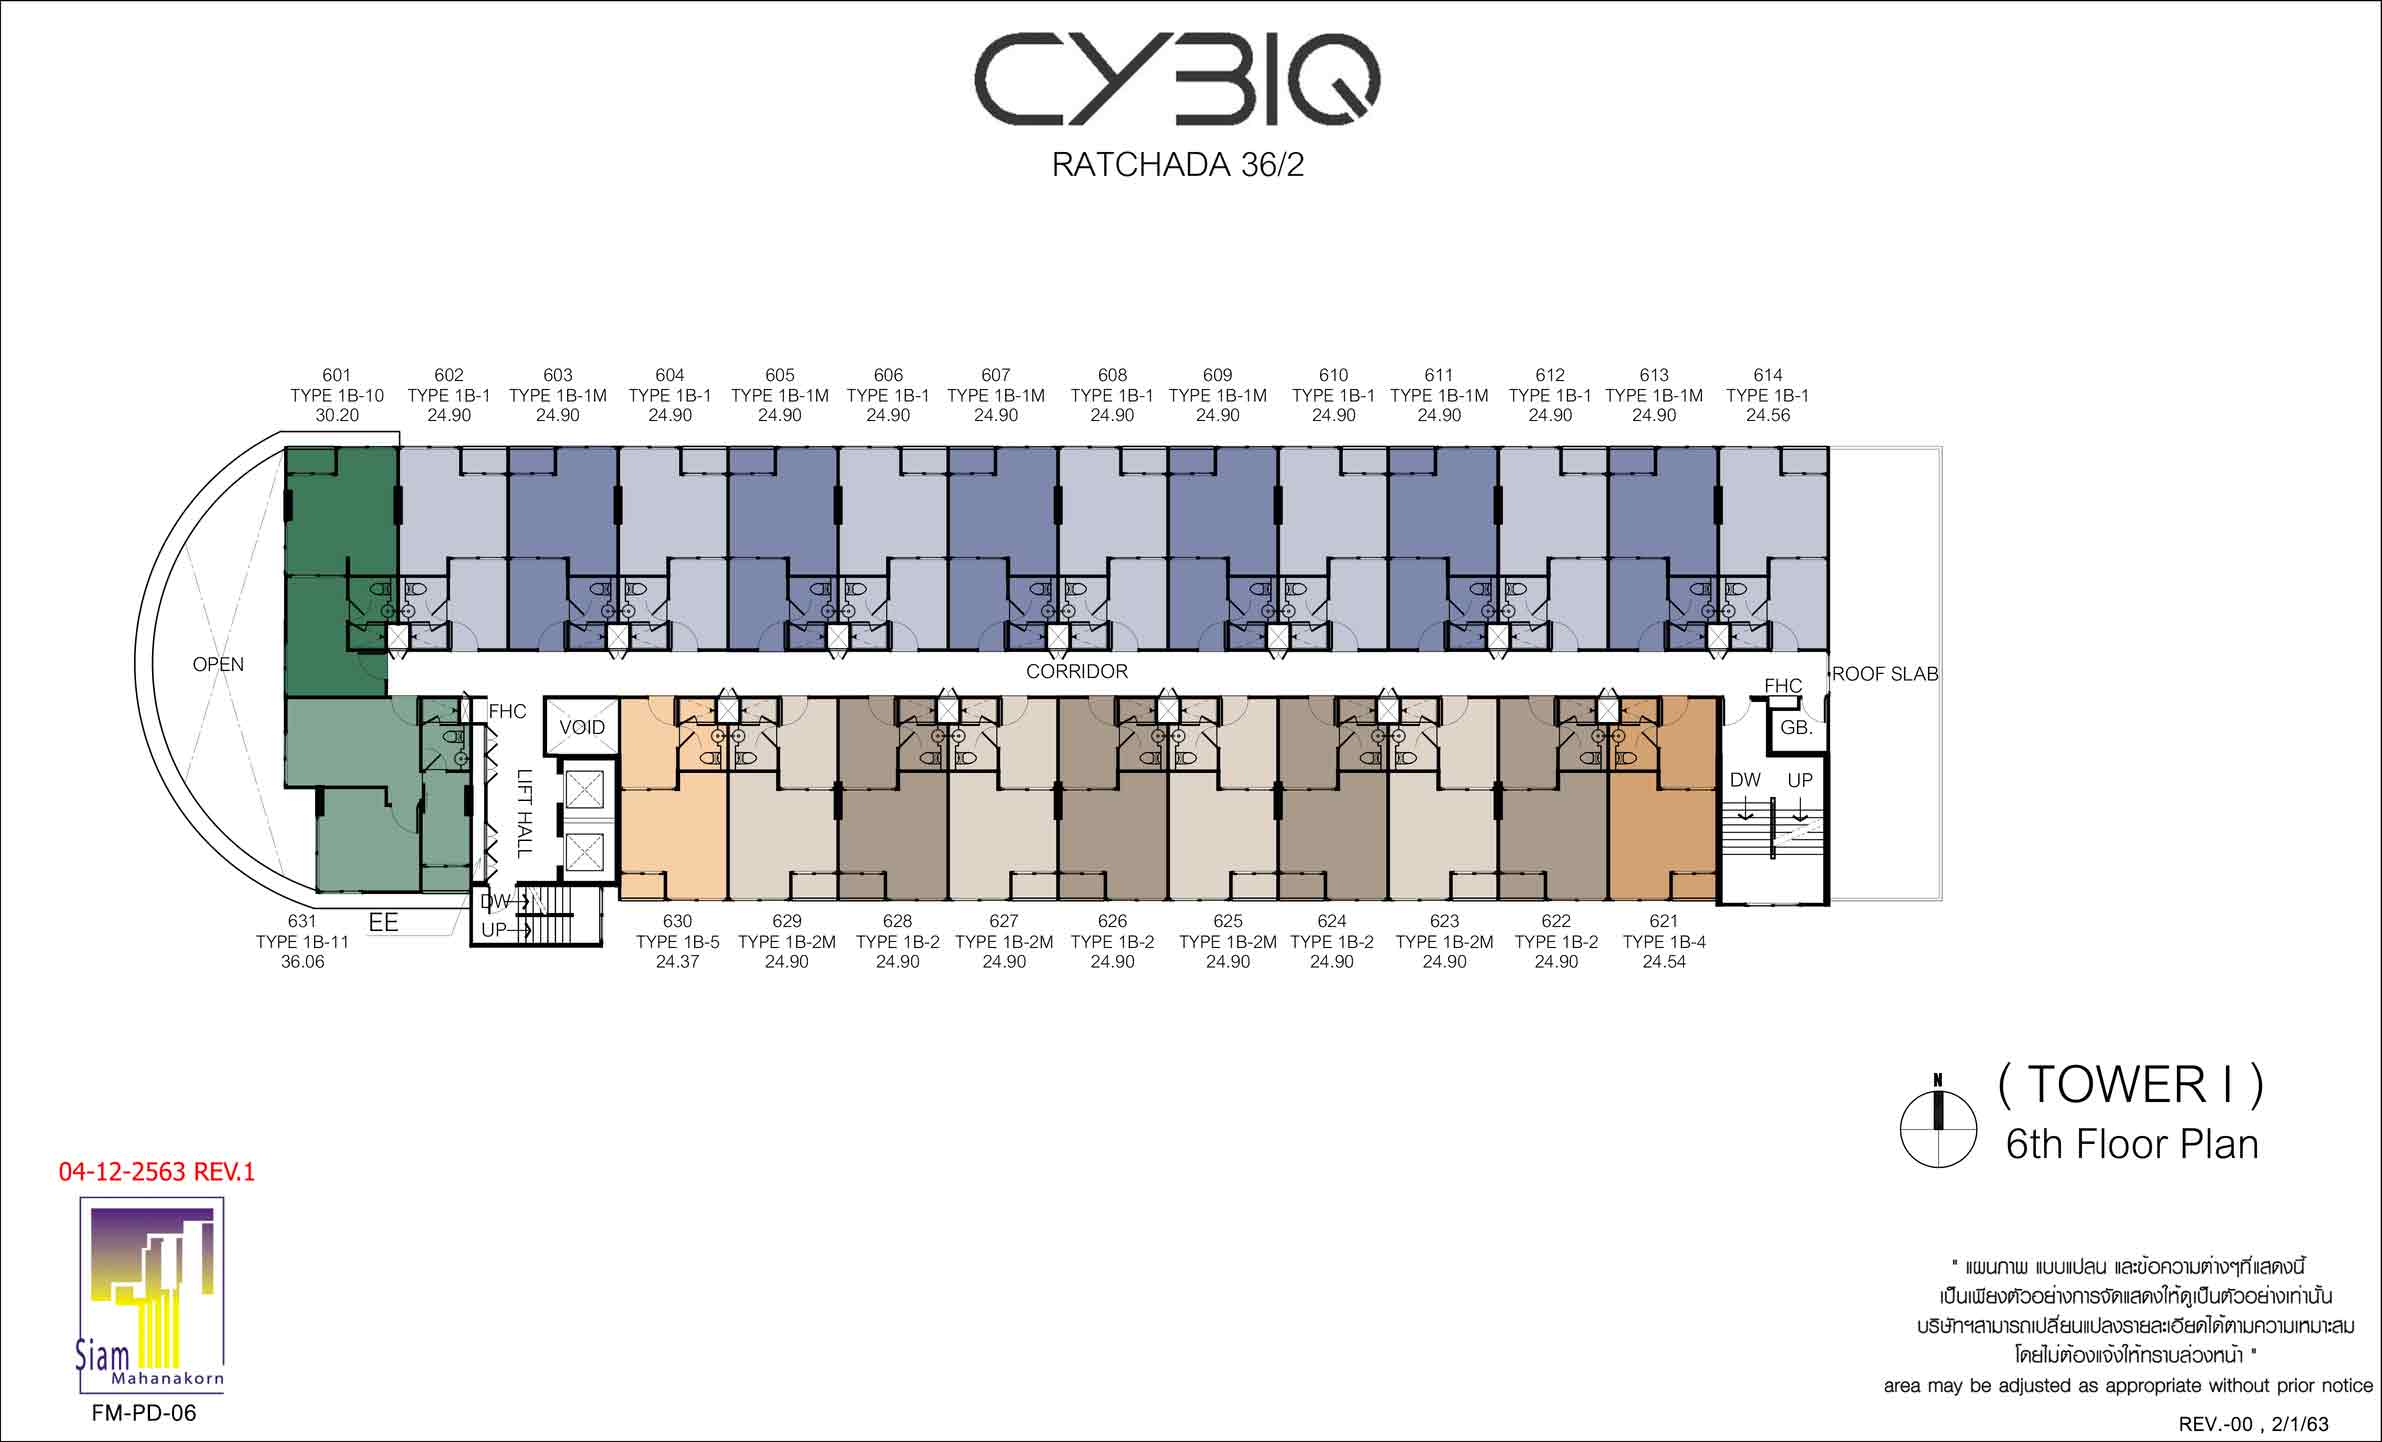 CYBIQ
RATCHADA 36/2
601
TYPE 1B-10
30.20
602
TYPE 1B-1
24.90
603
TYPE 1B-1M
24.90
604
TYPE 1B-1
24.90
605
TYPE 1B-1M
24.90
606
TYPE 1B-1
24.90
607
TYPE 1B-1M
24.90
608
TYPE 1B-1
24.90
609
TYPE 1B-1M
24.90
610
TYPE 1B-1
24.90
611
TYPE 1B-1M
24.90
612
TYPE 1B-1
24.90
613
TYPE 1B-1M
24.90
614
TYPE 1B-1
24.56
OPEN
CORRIDOR
ROOF SLAB
FHC
VOID
LIFT HALL
FHC
GB.
DW
UP
DW
UP
EE
631
TYPE 1B-11
36.06
630
TYPE 1B-5
24.37
629
TYPE 1B-2M
24.90
628
TYPE 1B-2
24.90
627
TYPE 1B-2M
24.90
626
TYPE 1B-2
24.90
625
TYPE 1B-2M
24.90
624
TYPE 1B-2
24.90
623
TYPE 1B-2M
24.90
622
TYPE 1B-2
24.90
621
TYPE 1B-4
24.54
N
( TOWER I )
6th Floor Plan
04-12-2563 REV.1
Siam
Mahanakorn
FM-PD-06
" แผนภาพ แบบแปลน และข้อความต่างๆที่แสดงนี้
เป็นเพียงตัวอย่างการจัดแสดงให้ดูเป็นตัวอย่างเท่านั้น
บริษัทฯสามารถเปลี่ยนแปลงรายละเอียดได้ตามความเหมาะสม
โดยไม่ต้องแจ้งให้ทราบล่วงหน้า "
area may be adjusted as appropriate without prior notice
REV.-00 , 2/1/63